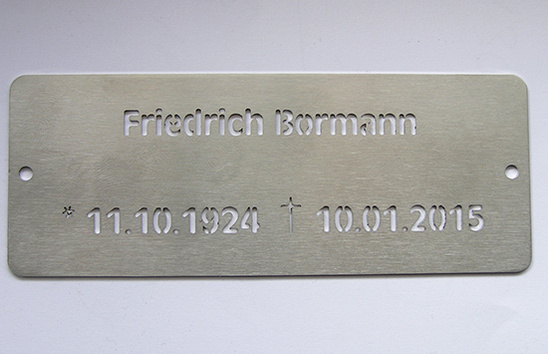 Friedrich Bormann
* 11.10.1924 † 10.01.2015